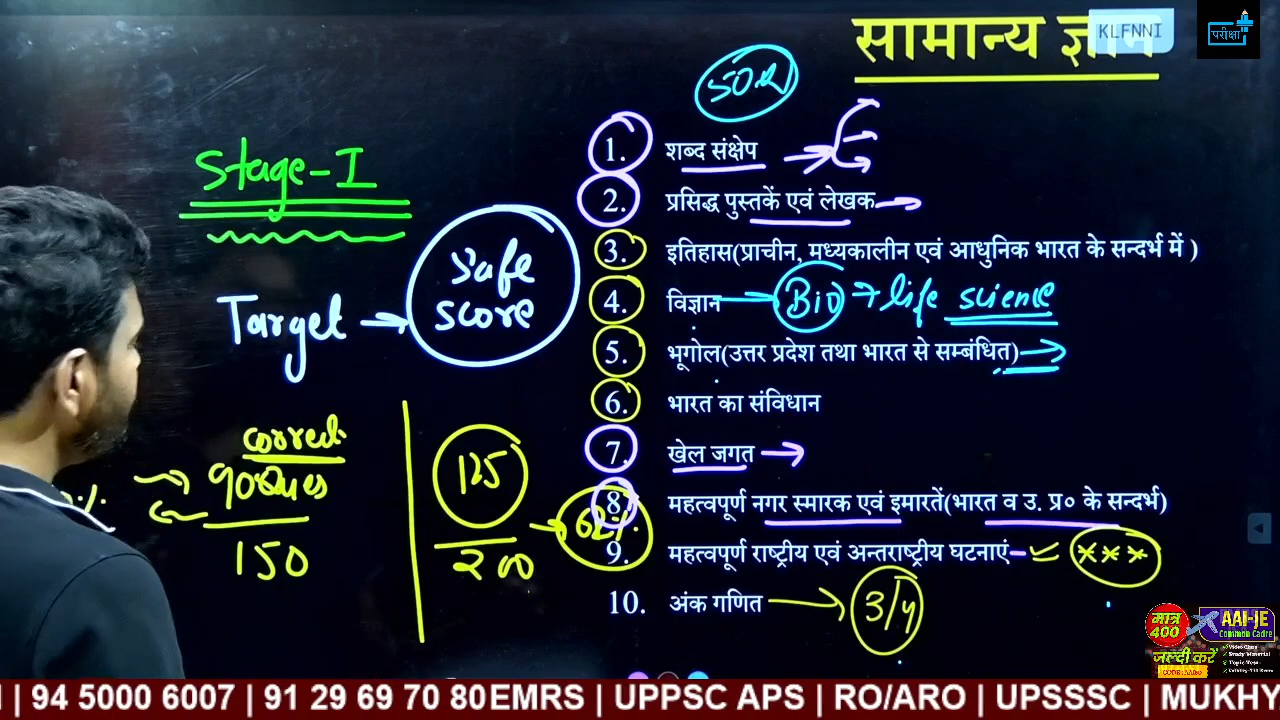 सामान्य ज्ञान
KLFNNI
परीक्षा
Stage-I
Target → Safe score
correct
150
125
200
62%
1. शब्द संक्षेप
2. प्रसिद्ध पुस्तकें एवं लेखक
3. इतिहास(प्राचीन, मध्यकालीन एवं आधुनिक भारत के सन्दर्भ में )
4. विज्ञान → Bio → life science
5. भूगोल(उत्तर प्रदेश तथा भारत से सम्बंधित)
6. भारत का संविधान
7. खेल जगत
8. महत्वपूर्ण नगर स्मारक एवं इमारतें(भारत व उ. प्र० के सन्दर्भ)
9. महत्वपूर्ण राष्ट्रीय एवं अन्तराष्ट्रीय घटनाएं
10. अंक गणित → 3/4
मात्र 400
AAI-JE
Common Cadre
जल्दी करें
| 94 5000 6007 | 91 29 69 70 80 EMRS | UPPSC APS | RO/ARO | UPSSSC | MUKHY